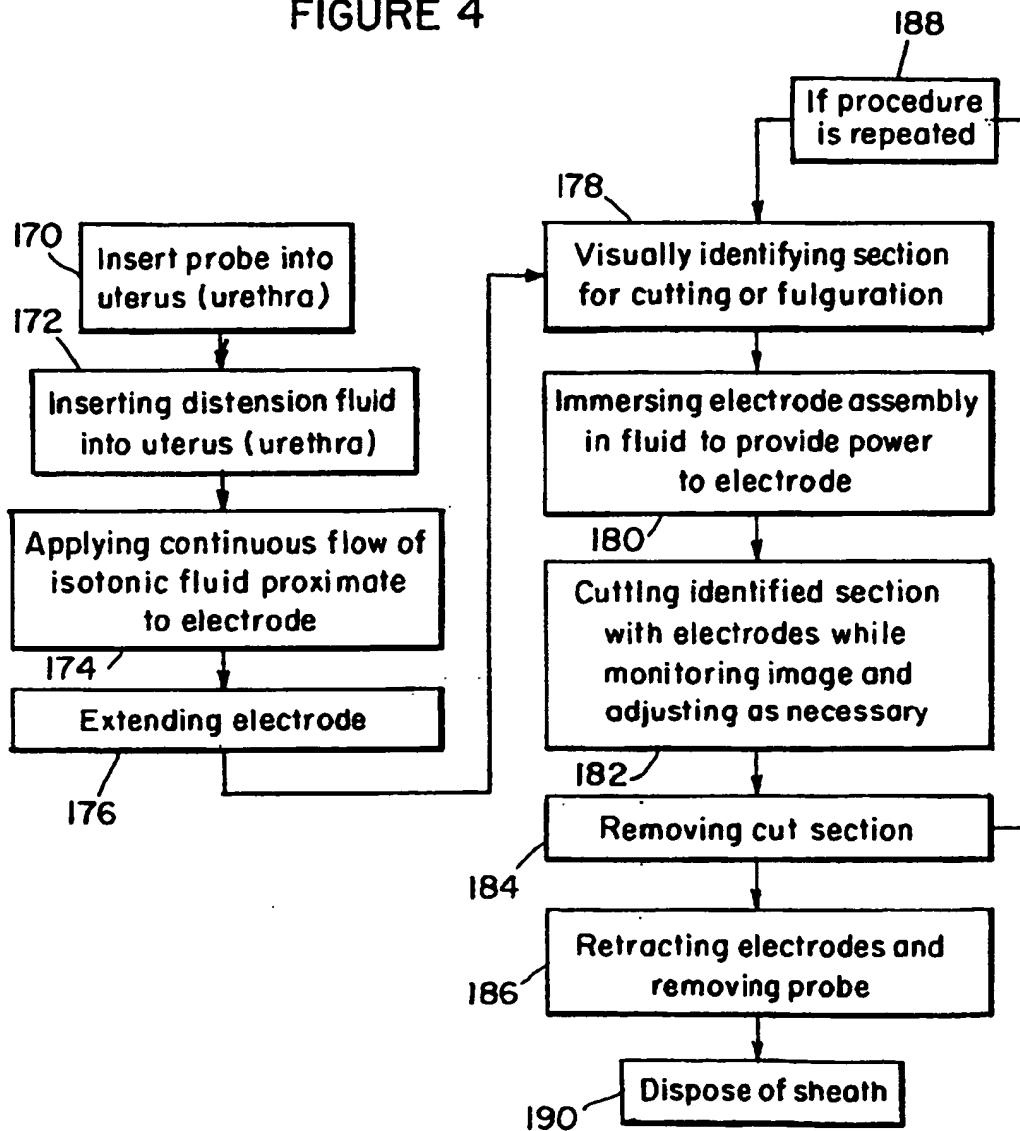 FIGURE 4
170
Insert probe into
uterus (urethra)
172
Inserting distension fluid
into uterus (urethra)
Applying continuous flow of
isotonic fluid proximate
to electrode
174
Extending electrode
176
188
If procedure
is repeated
178
Visually identifying section
for cutting or fulguration
Immersing electrode assembly
in fluid to provide power
to electrode
180
Cutting identified section
with electrodes while
monitoring image and
adjusting as necessary
182
Removing cut section
184
Retracting electrodes and
removing probe
186
Dispose of sheath
190